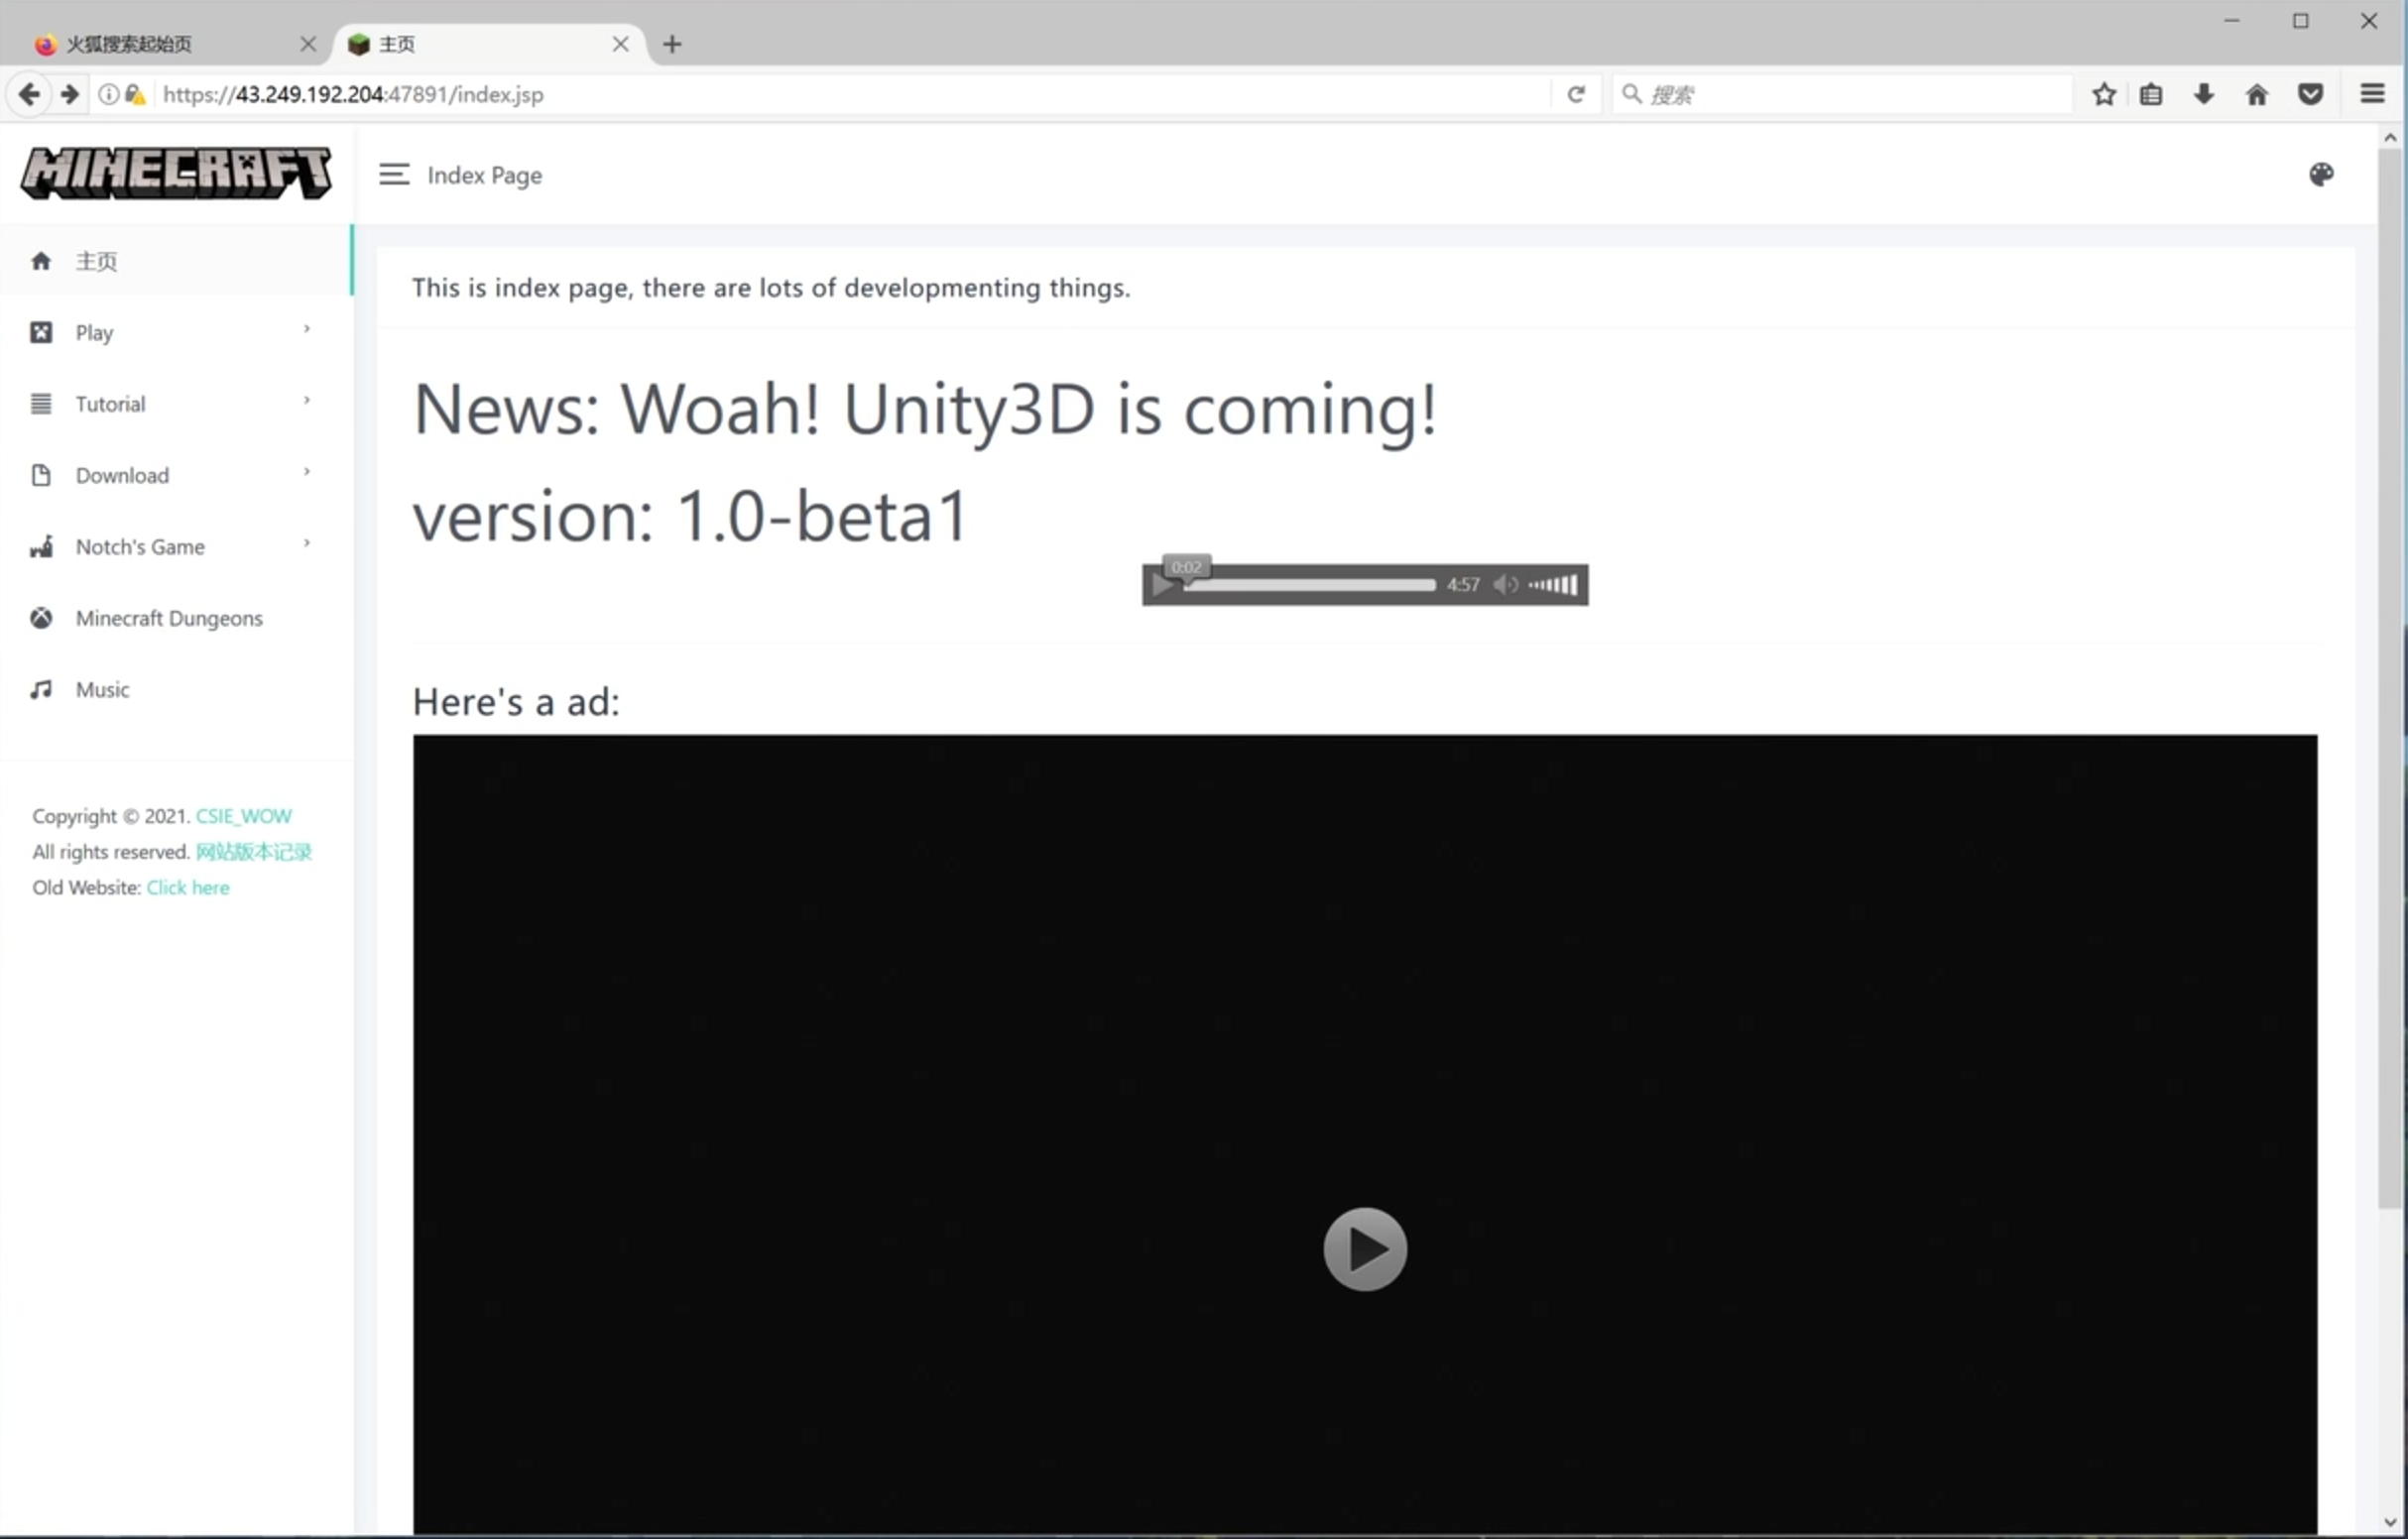 火狐搜索起始页
主页
https://43.249.192.204:47891/index.jsp
搜索
MINECRAFT
Index Page
主页
Play
Tutorial
Download
Notch's Game
Minecraft Dungeons
Music
Copyright © 2021. CSIE_WOW
All rights reserved. 网站版本记录
Old Website: Click here
This is index page, there are lots of developmenting things.
News: Woah! Unity3D is coming!
version: 1.0-beta1
0:02
4:57
Here's a ad: